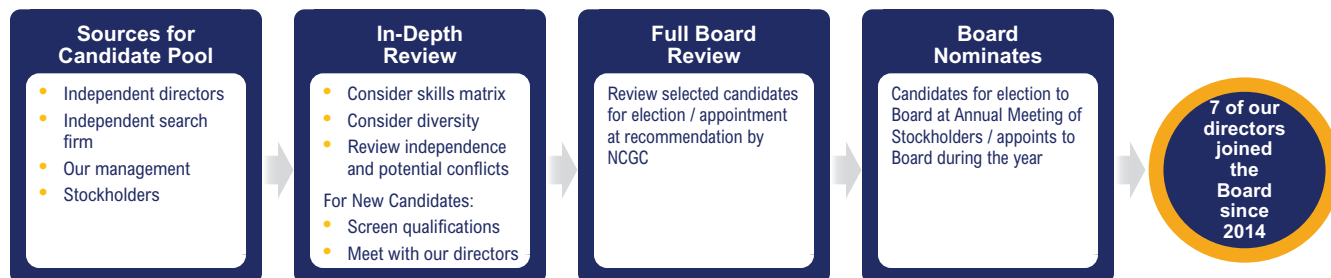 Sources for
Candidate Pool
• Independent directors
• Independent search
firm
• Our management
• Stockholders
In-Depth
Review
• Consider skills matrix
• Consider diversity
• Review independence
and potential conflicts
For New Candidates:
• Screen qualifications
• Meet with our directors
Full Board
Review
Review selected candidates
for election / appointment
at recommendation by
NCGC
Board
Nominates
Candidates for election to
Board at Annual Meeting of
Stockholders / appoints to
Board during the year
7 of our
directors
joined
the
Board
since
2014